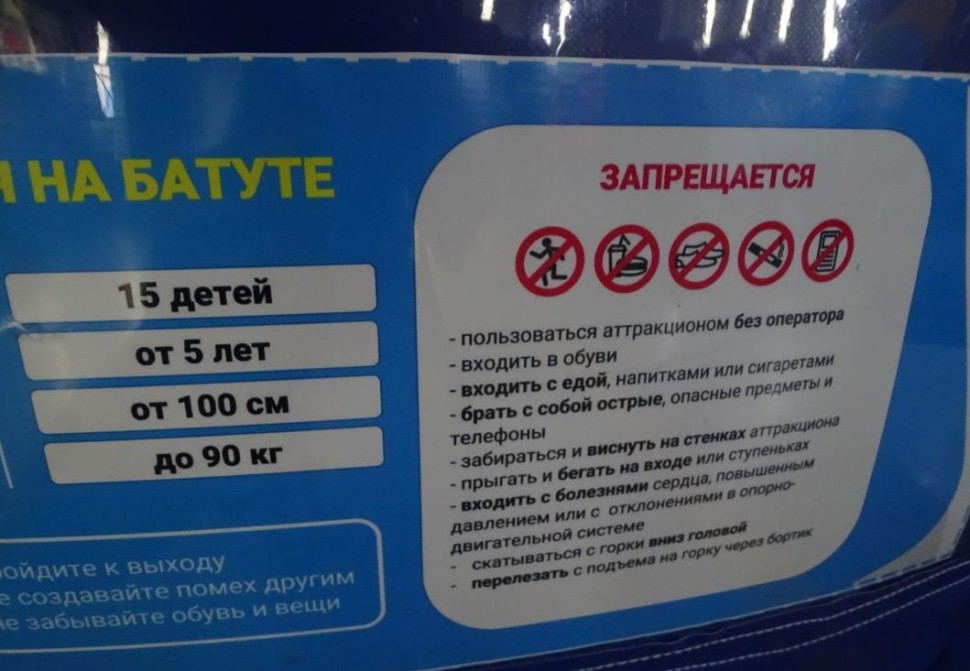 Я НА БАТУТЕ
15 детей
от 5 лет
от 100 см
до 90 кг
выходу
создавайте помех другим
забывайте обувь и вещи
ЗАПРЕЩАЕТСЯ
- пользоваться аттракционом без оператора
- входить в обуви
- входить с едой, напитками или сигаретами
- брать с собой острые, опасные предметы и
телефоны
- забираться и виснуть на стенках аттракциона
- прыгать и бегать на входе или ступеньках
- входить с болезнями сердца, повышенным
давлением или с отклонениями в опорно-
двигательной системе
- скатываться с горки вниз головой
- перелезать с подъема на горку через бортик